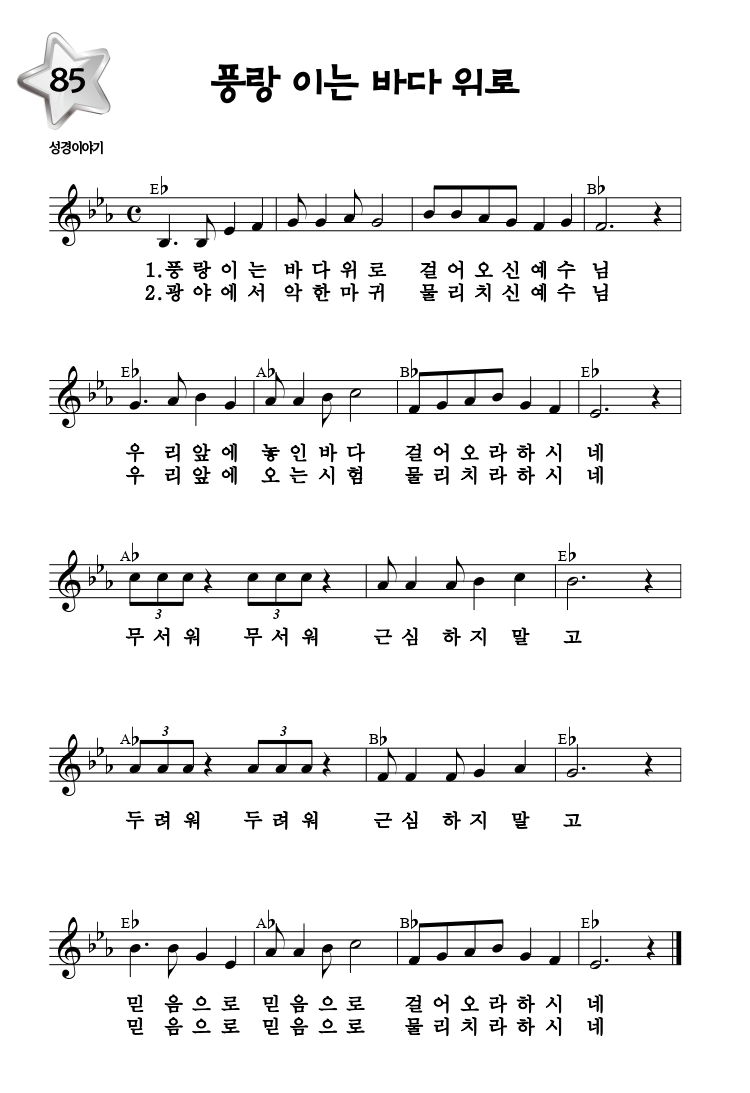 85
풍랑 이는 바다 위로
성경이야기
E♭ B♭
1.풍 랑 이 는 바 다 위 로 걸 어 오 신 예 수 님
2.광 야 에 서 악 한 마 귀 물 리 치 신 예 수 님
E♭ A♭ B♭ E♭
우 리 앞 에 놓 인 바 다 걸 어 오 라 하 시 네
우 리 앞 에 오 는 시 험 물 리 치 라 하 시 네
A♭ E♭
3 3
무 서 워 무 서 워 근 심 하 지 말 고
3 3
A♭ B♭ E♭
두 려 워 두 려 워 근 심 하 지 말 고
E♭ A♭ B♭ E♭
믿 음 으 로 믿 음 으 로 걸 어 오 라 하 시 네
믿 음 으 로 믿 음 으 로 물 리 치 라 하 시 네